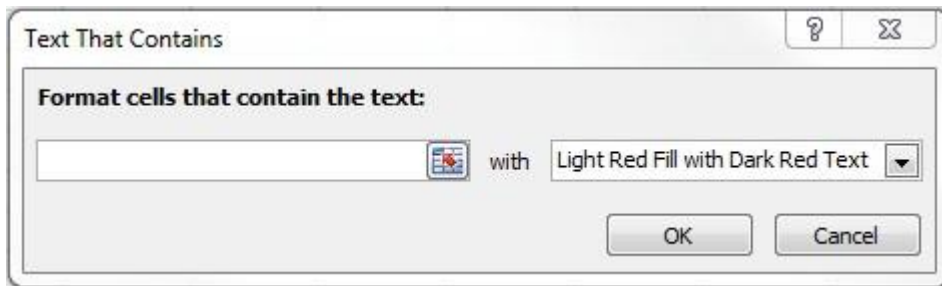 Text That Contains
Format cells that contain the text:
with Light Red Fill with Dark Red Text
OK Cancel